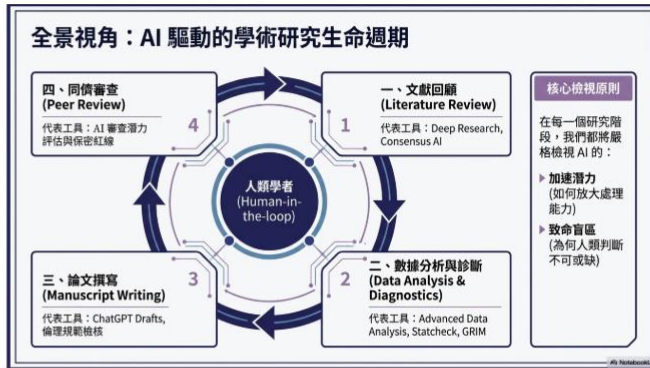 全景視角：AI 驅動的學術研究生命週期
一、文獻回顧
(Literature Review)
代表工具：Deep Research,
Consensus AI
1
二、數據分析與診斷
(Data Analysis &
Diagnostics)
代表工具：Advanced Data
Analysis, Statcheck, GRIM
2
三、論文撰寫
(Manuscript Writing)
代表工具：ChatGPT Drafts,
倫理規範檢核
3
四、同儕審查
(Peer Review)
代表工具：AI 審查潛力
評估與保密紅線
4
人類學者
(Human-in-
the-loop)
核心檢視原則
在每一個研究階
段，我們都將嚴
格檢視 AI 的：
加速潛力
(如何放大處理
能力)
致命盲區
(為何人類判斷
不可或缺)
NotebookL